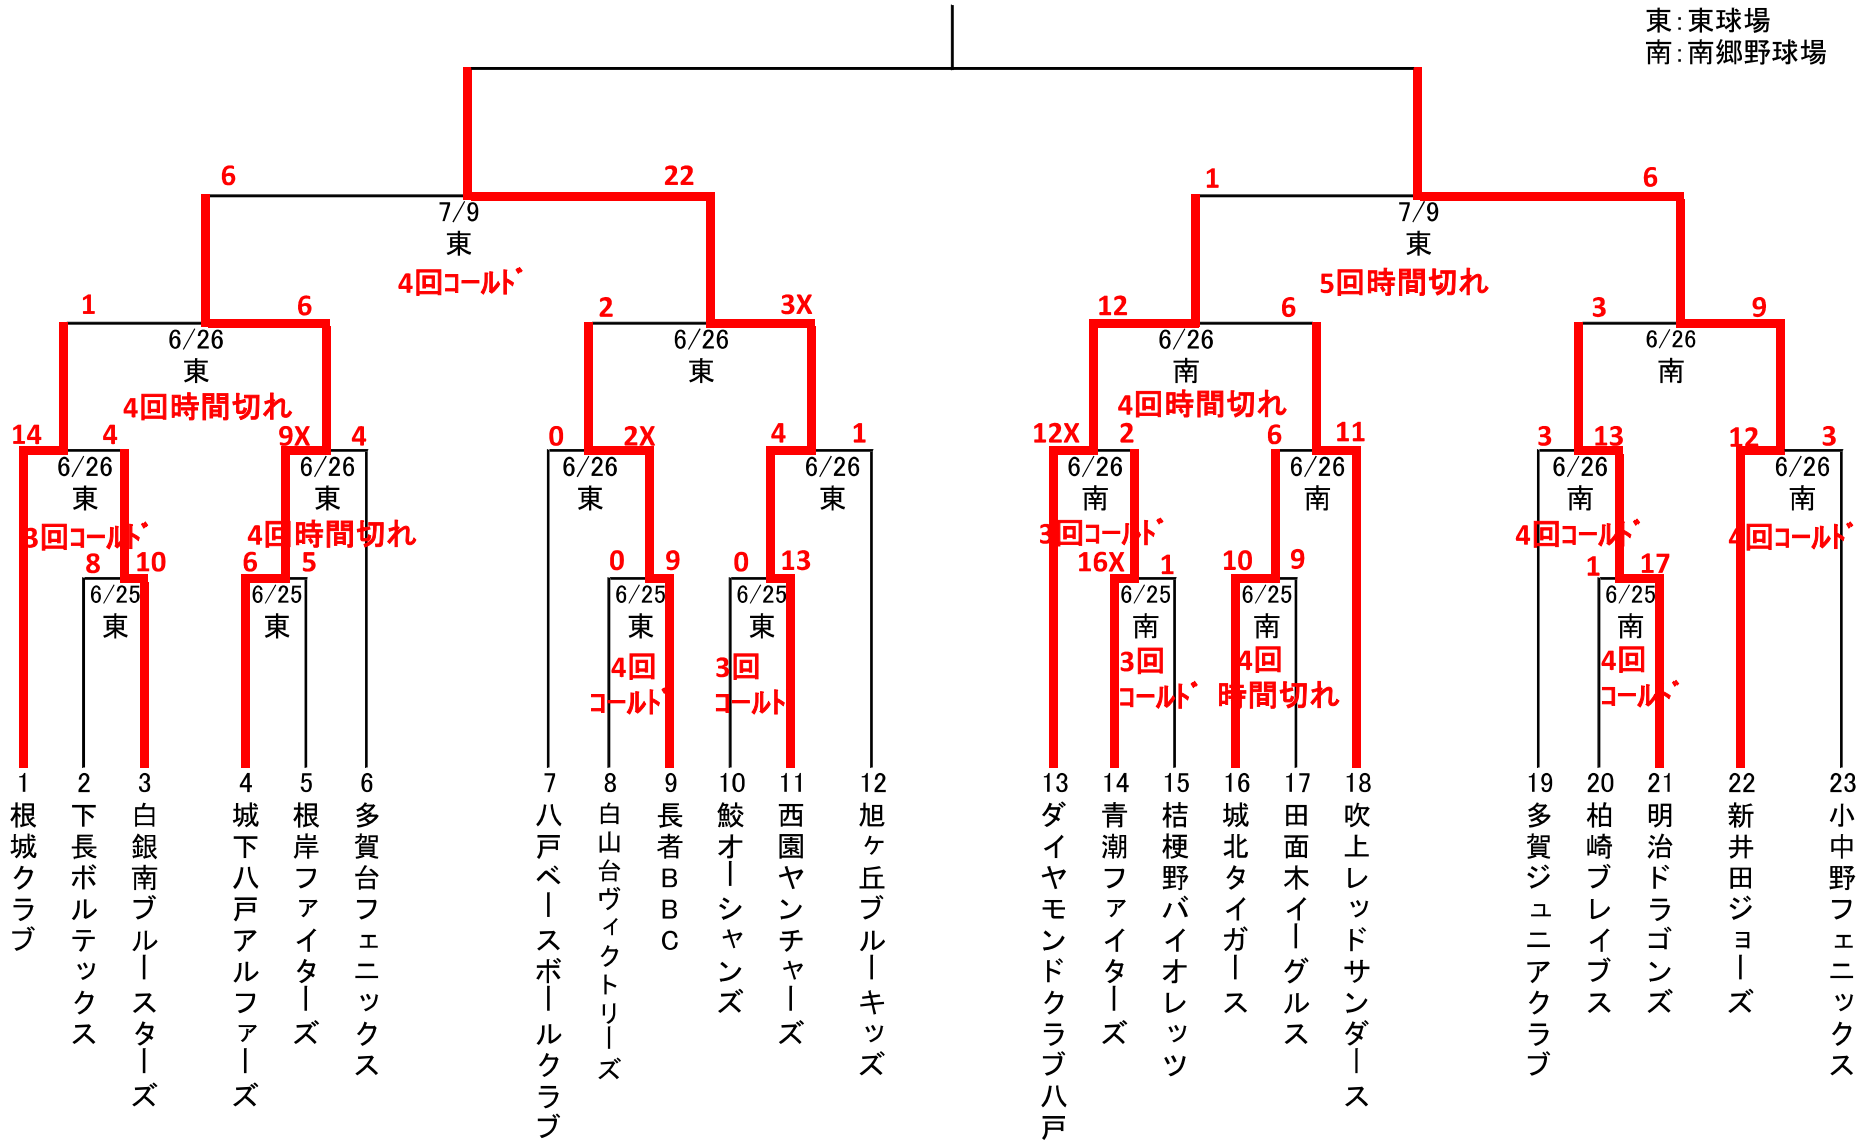 東：東球場
南：南郷野球場
6
22
1
6
7/9
7/9
東
東
4回ｺｰﾙﾄﾞ
5回時間切れ
1
6
2
3X
12
6
3
9
6/26
6/26
6/26
6/26
東
東
南
南
4回時間切れ
4回時間切れ
14
4
9X
4
0
2X
4
1
12X
2
6
11
3
13
12
3
6/26
6/26
6/26
6/26
6/26
6/26
6/26
6/26
東
東
東
東
南
南
南
南
3回ｺｰﾙﾄﾞ
4回時間切れ
3回ｺｰﾙﾄﾞ
4回ｺｰﾙﾄﾞ
4回ｺｰﾙﾄﾞ
8
10
6
5
0
9
0
13
16X
1
10
9
1
17
6/25
6/25
6/25
6/25
6/25
6/25
6/25
東
東
東
東
南
南
南
4回
ｺｰﾙﾄﾞ
3回
ｺｰﾙﾄ
3回
ｺｰﾙﾄﾞ
4回
時間切れ
4回
ｺｰﾙﾄﾞ
1
根城クラブ
2
下長ボルテックス
3
白銀南ブルースターズ
4
城下八戸アルファーズ
5
根岸ファイターズ
6
多賀台フェニックス
7
八戸ベースボールクラブ
8
白山台ヴィクトリーズ
9
長者BBC
10
鮫オーシャンズ
11
西園ヤンチャーズ
12
旭ヶ丘ブルーキッズ
13
ダイヤモンドクラブ八戸
14
青潮ファイターズ
15
桔梗野バイオレッツ
16
城北タイガース
17
田面木イーグルス
18
吹上レッドサンダース
19
多賀ジュニアクラブ
20
柏崎ブレイブス
21
明治ドラゴンズ
22
新井田ジョーズ
23
小中野フェニックス